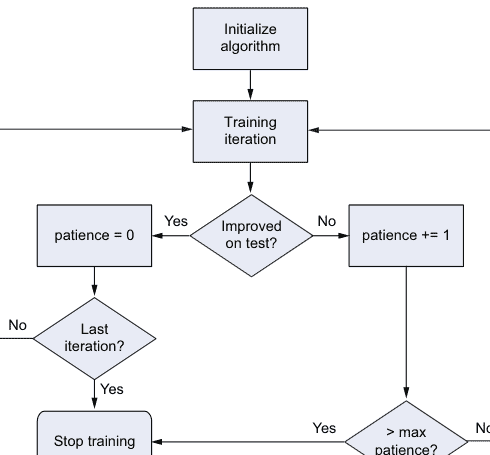 Initialize
algorithm
Training
iteration
Improved
on test?
Yes
No
patience = 0
patience += 1
Last
iteration?
No
Yes
Stop training
Yes
> max
patience?